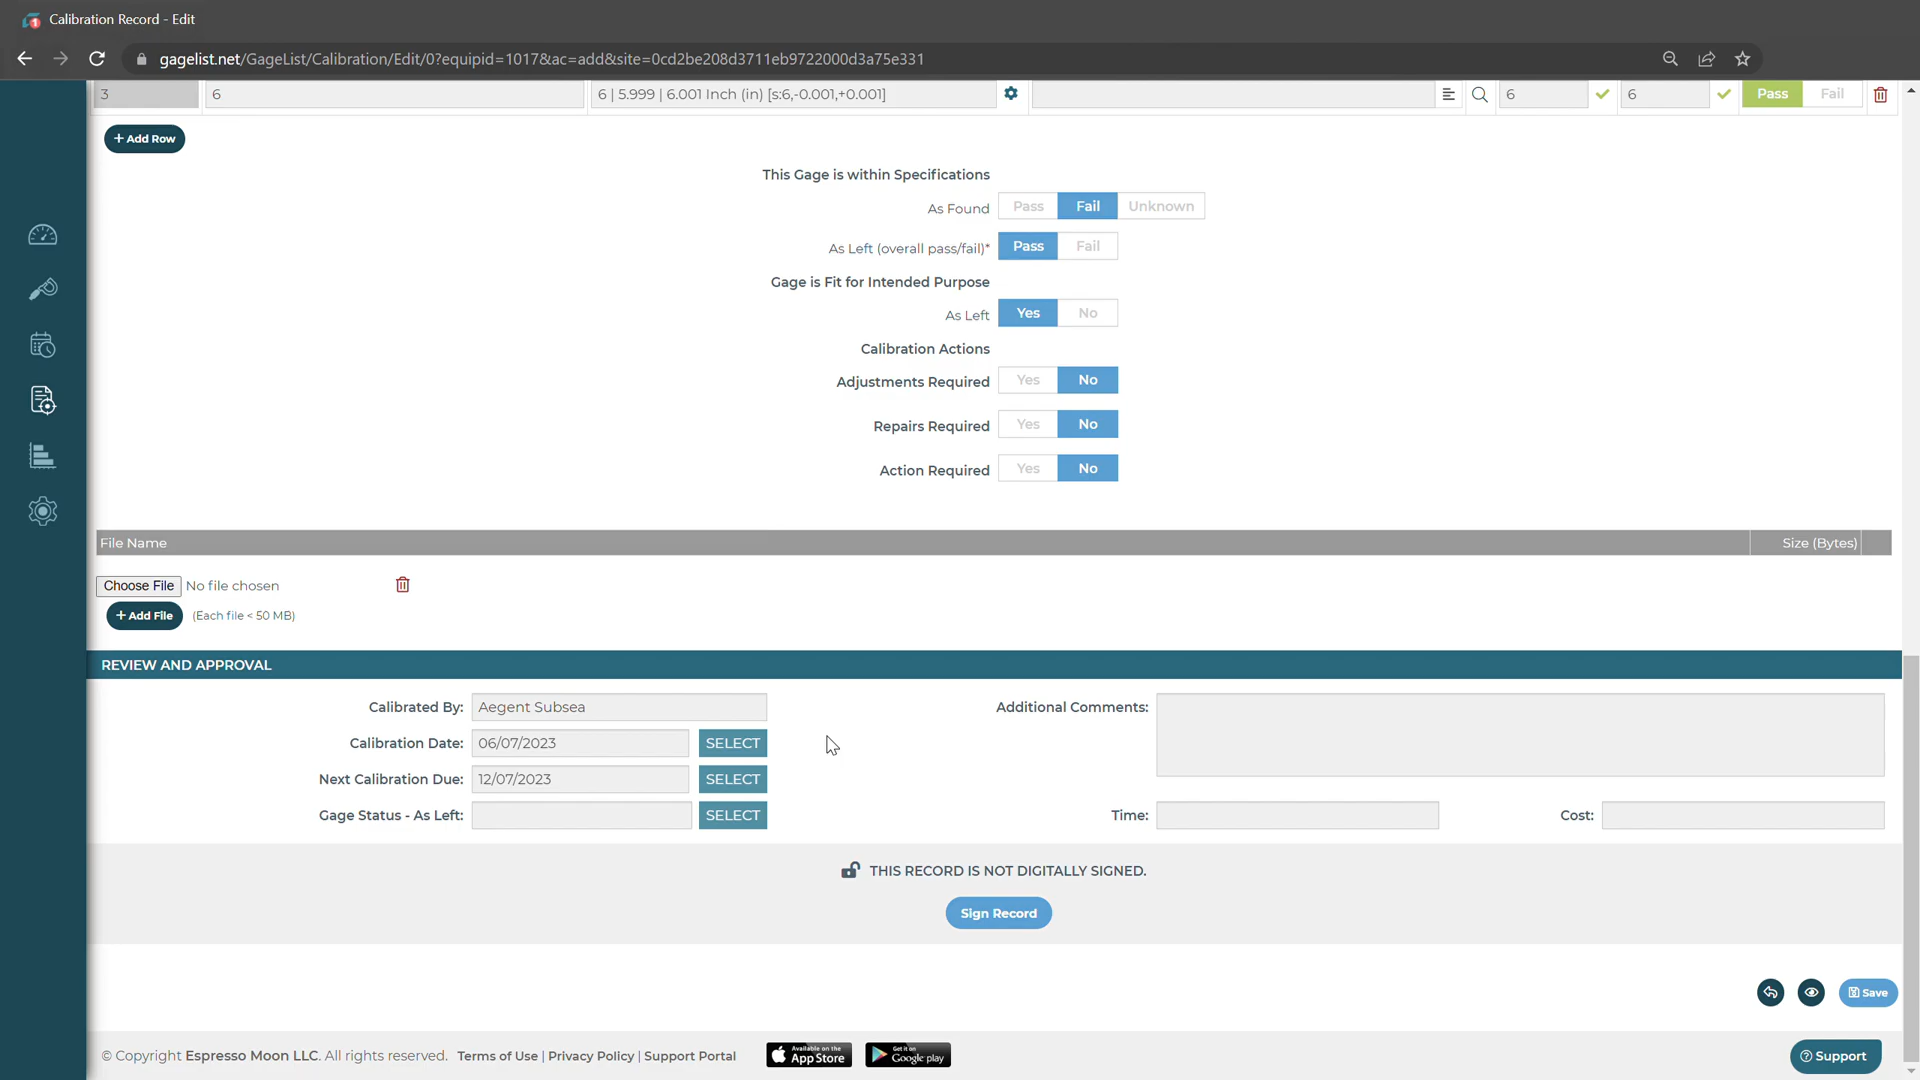 Calibration Record - Edit
gagelist.net/GageList/Calibration/Edit/0?equipid=1017&ac=add&site=0cd2be208d3711eb9722000d3a75e331
3 6 6 | 5.999 | 6.001 Inch (in) [s:6,-0.001,+0.001] 6 6 Pass Fail
+ Add Row
This Gage is within Specifications
As Found Pass Fail Unknown
As Left (overall pass/fail)* Pass Fail
Gage is Fit for Intended Purpose
As Left Yes No
Calibration Actions
Adjustments Required Yes No
Repairs Required Yes No
Action Required Yes No
File Name Size (Bytes)
Choose File No file chosen
+ Add File (Each file < 50 MB)
REVIEW AND APPROVAL
Calibrated By: Aegent Subsea Additional Comments:
Calibration Date: 06/07/2023 SELECT
Next Calibration Due: 12/07/2023 SELECT
Gage Status - As Left: SELECT Time: Cost:
THIS RECORD IS NOT DIGITALLY SIGNED.
Sign Record
Save
© Copyright Espresso Moon LLC. All rights reserved. Terms of Use | Privacy Policy | Support Portal Available on the App Store Get it on Google play Support